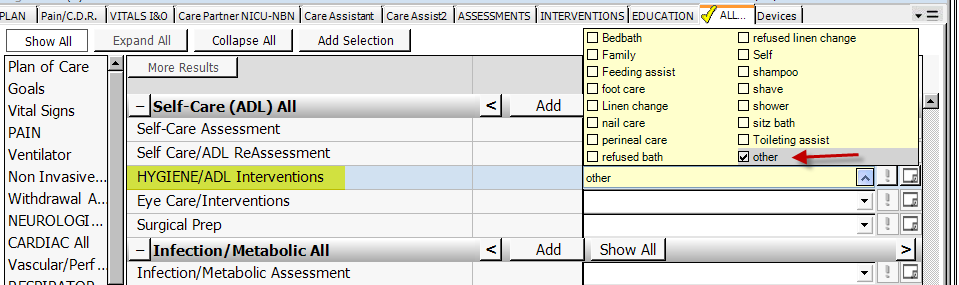 PLAN Pain/C.D.R. VITALS I&O Care Partner NICU-NBN Care Assistant Care Assist2 ASSESSMENTS INTERVENTIONS EDUCATION ALL... Devices
Show All Expand All Collapse All Add Selection
Plan of Care
Goals
Vital Signs
PAIN
Ventilator
Non Invasive...
Withdrawal A...
NEUROLOGI...
CARDIAC All
Vascular/Perf...
More Results
Self-Care (ADL) All < Add
Self-Care Assessment
Self Care/ADL ReAssessment
HYGIENE/ADL Interventions
Eye Care/Interventions
Surgical Prep
Infection/Metabolic All < Add Show All >
Infection/Metabolic Assessment
Bedbath
Family
Feeding assist
foot care
Linen change
nail care
perineal care
refused bath
refused linen change
Self
shampoo
shave
shower
sitz bath
Toileting assist
other
other